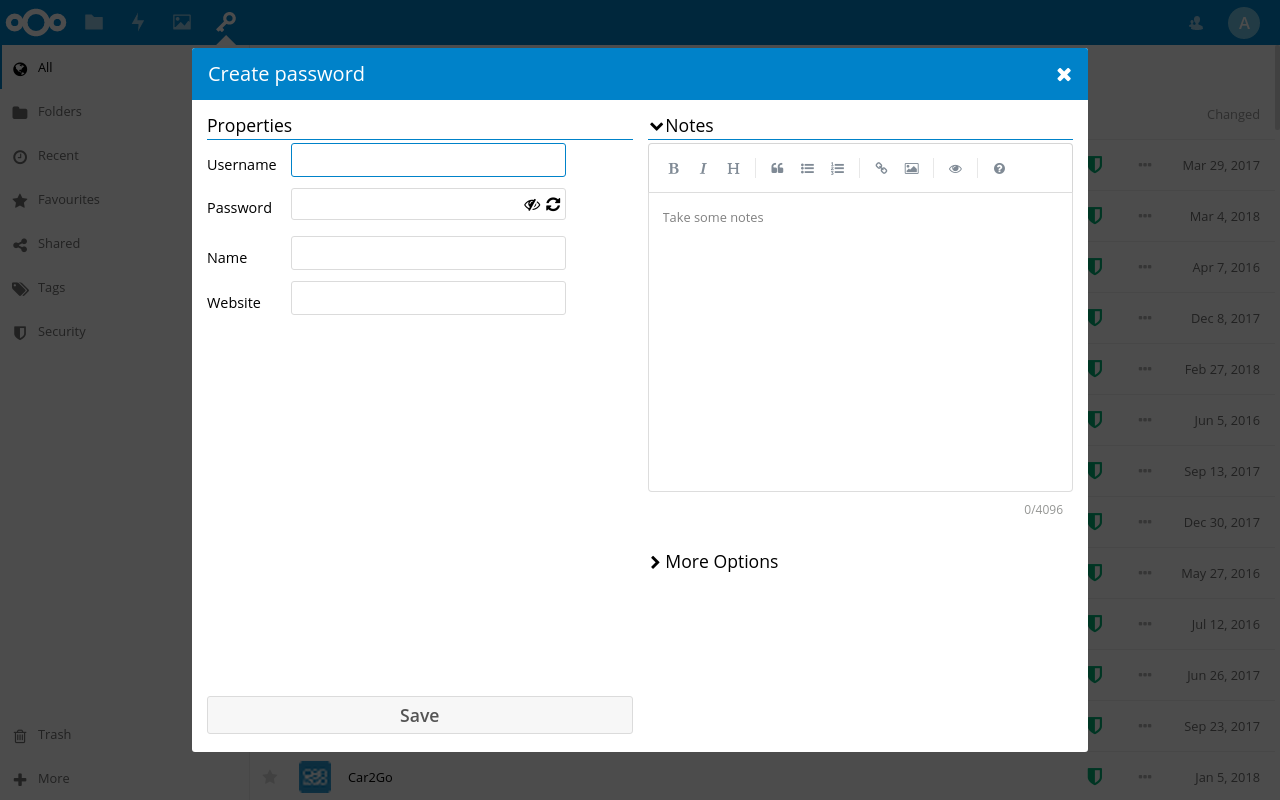 A
All
Folders
Recent
Favourites
Shared
Tags
Security
Trash
More
Create password
Properties
Username
Password
Name
Website
Save
Notes
B I H
Take some notes
0/4096
More Options
Changed
Mar 29, 2017
Mar 4, 2018
Apr 7, 2016
Dec 8, 2017
Feb 27, 2018
Jun 5, 2016
Sep 13, 2017
Dec 30, 2017
May 27, 2016
Jul 12, 2016
Jun 26, 2017
Sep 23, 2017
Car2Go
Jan 5, 2018